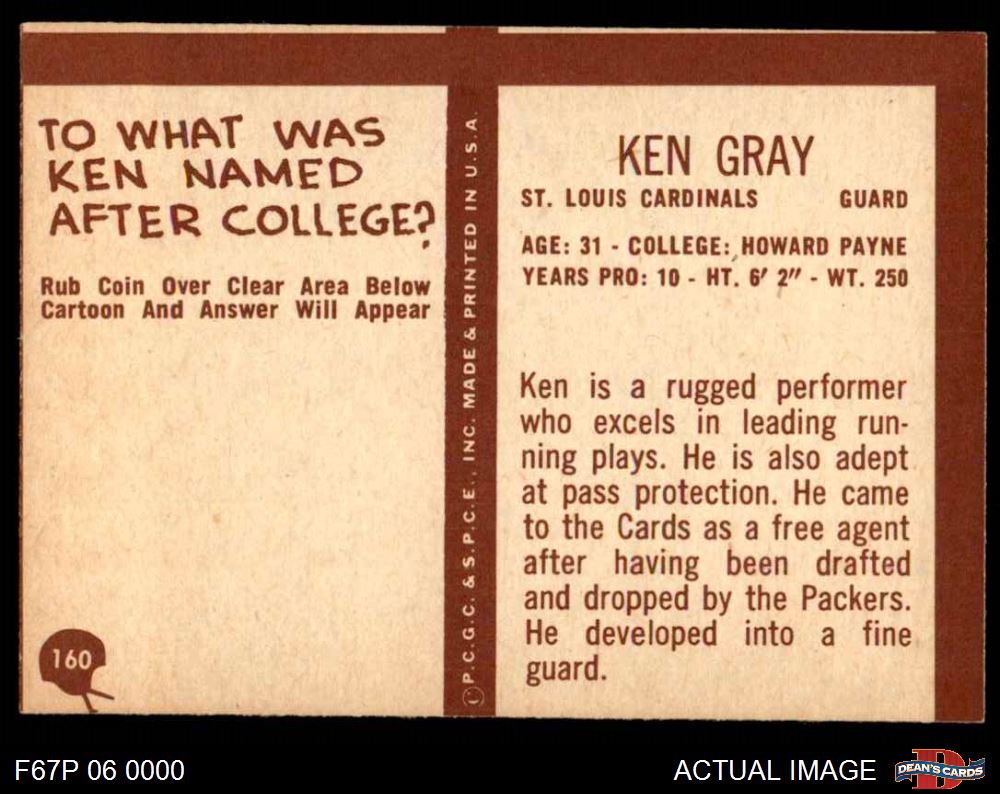 TO WHAT WAS
KEN NAMED
AFTER COLLEGE?
Rub Coin Over Clear Area Below
Cartoon And Answer Will Appear
160
© P.C.G.C. & S.P.C.E., INC. MADE & PRINTED IN U.S.A.
KEN GRAY
ST. LOUIS CARDINALS GUARD
AGE: 31 - COLLEGE: HOWARD PAYNE
YEARS PRO: 10 - HT. 6' 2" - WT. 250
Ken is a rugged performer
who excels in leading run-
ning plays. He is also adept
at pass protection. He came
to the Cards as a free agent
after having been drafted
and dropped by the Packers.
He developed into a fine
guard.
F67P 06 0000
ACTUAL IMAGE
DEAN'S CARDS